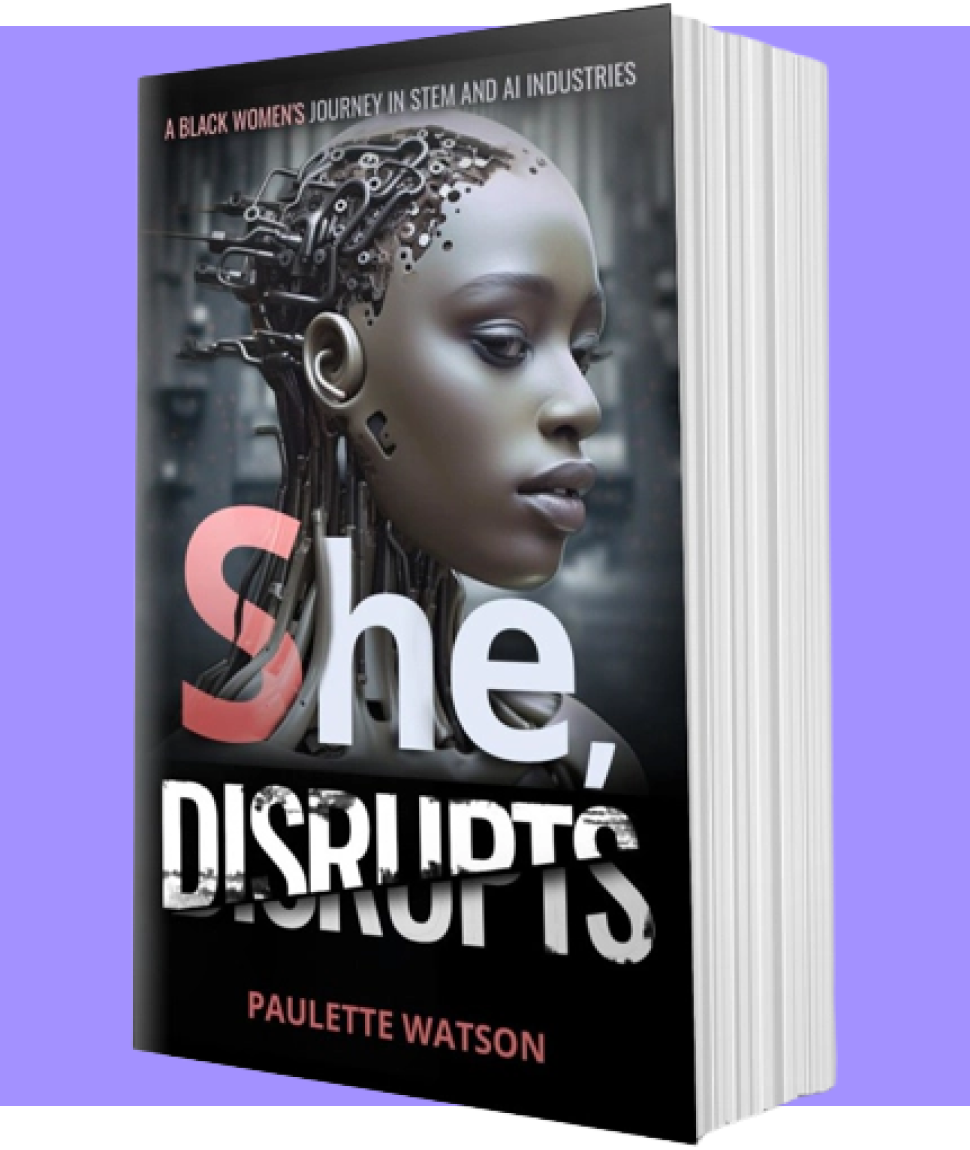 A BLACK WOMEN'S JOURNEY IN STEM AND AI INDUSTRIES
She,
DISRUPTS
PAULETTE WATSON